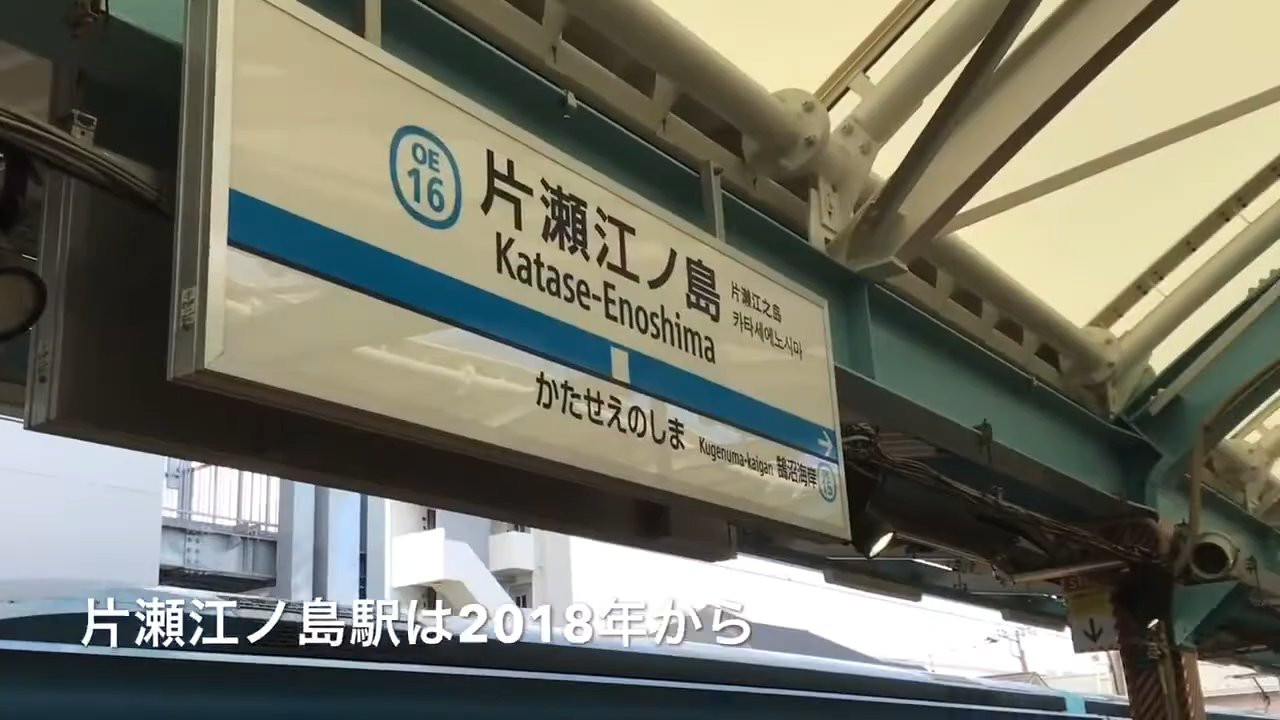 OE
16
片瀬江ノ島
Katase-Enoshima
片瀬江之島
카타세에노시마
かたせえのしま
Kugenuma-kaigan 鵠沼海岸
片瀬江ノ島駅は2018年から